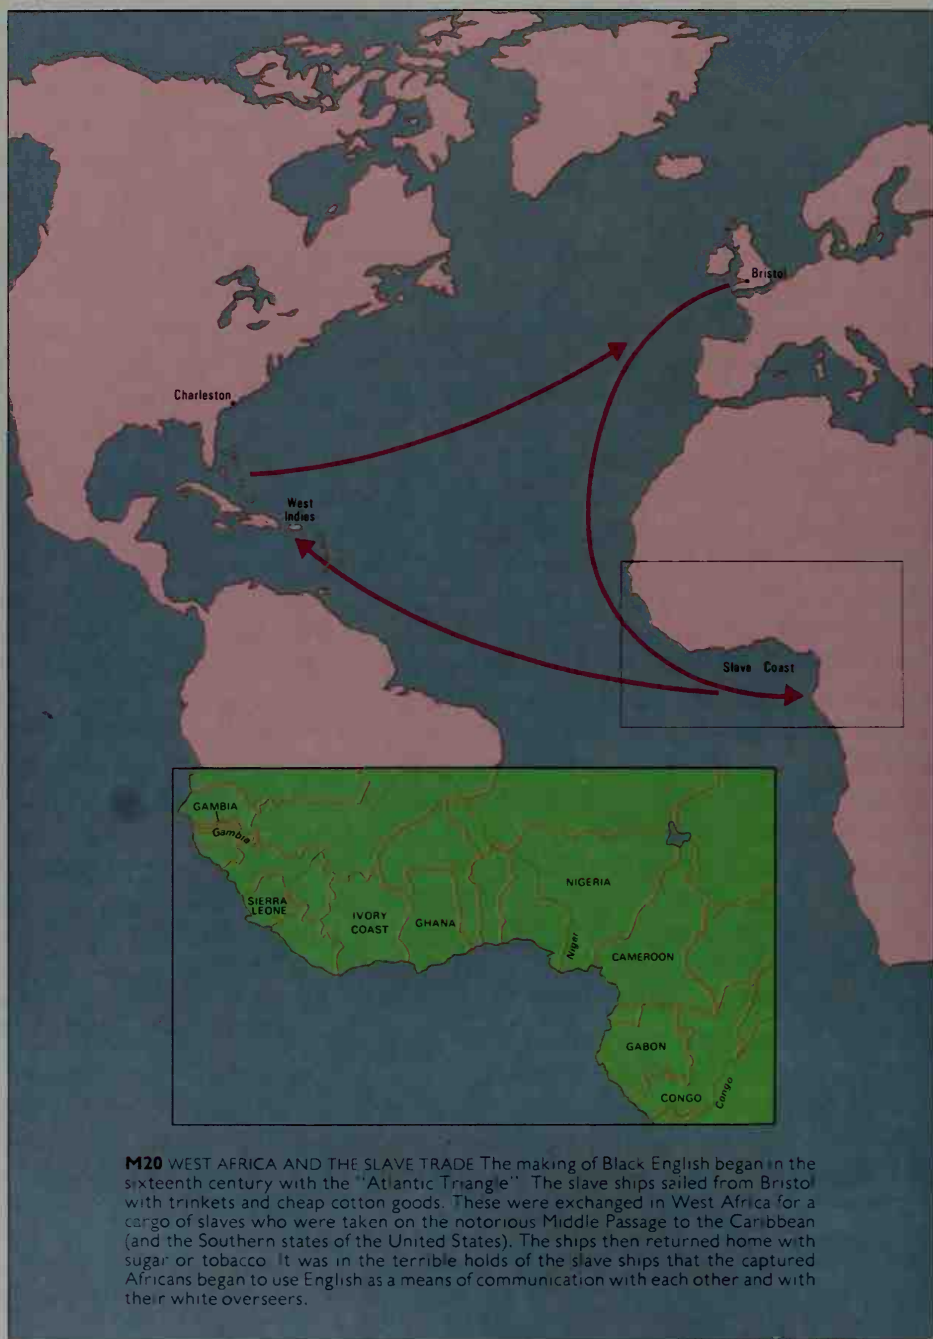 Bristol
Charleston
West
Indies
Slave Coast
GAMBIA
Gambia
SIERRA
LEONE
IVORY
COAST
GHANA
NIGERIA
Niger
CAMEROON
GABON
CONGO
Congo
M20 WEST AFRICA AND THE SLAVE TRADE The making of Black English began in the
sixteenth century with the "Atlantic Triangle" The slave ships sailed from Bristol
with trinkets and cheap cotton goods. These were exchanged in West Africa for a
cargo of slaves who were taken on the notorious Middle Passage to the Caribbean
(and the Southern states of the United States). The ships then returned home with
sugar or tobacco It was in the terrible holds of the slave ships that the captured
Africans began to use English as a means of communication with each other and with
their white overseers.